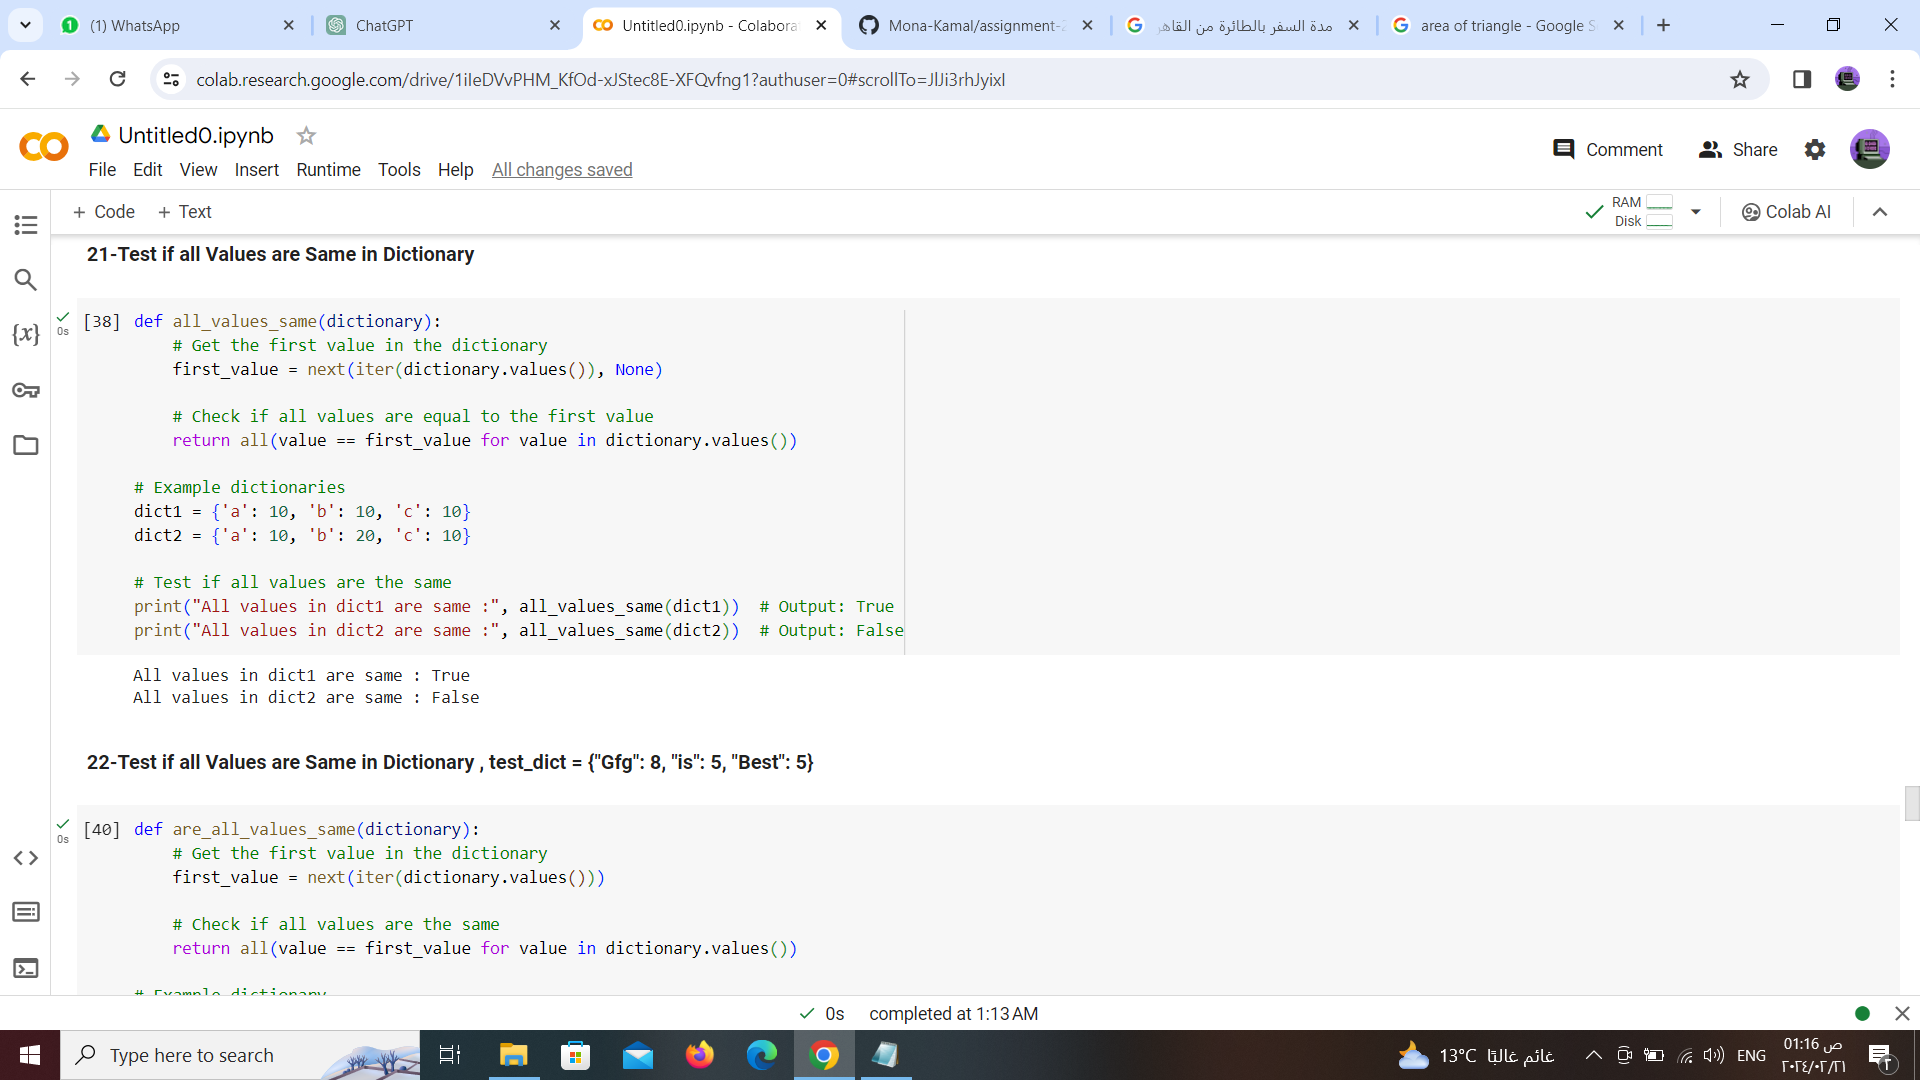 (1) WhatsApp
ChatGPT
Untitled0.ipynb - Colabora
Mona-Kamal/assignment-2
مدة السفر بالطائرة من القاهر
area of triangle - Google S
colab.research.google.com/drive/1iIeDVvPHM_KfOd-xJStec8E-XFQvfng1?authuser=0#scrollTo=JlJi3rhJyixI
Untitled0.ipynb
File Edit View Insert Runtime Tools Help All changes saved
Comment
Share
+ Code + Text
RAM
Disk
Colab AI
21-Test if all Values are Same in Dictionary
0s
[38] def all_values_same(dictionary):
# Get the first value in the dictionary
first_value = next(iter(dictionary.values()), None)
# Check if all values are equal to the first value
return all(value == first_value for value in dictionary.values())
# Example dictionaries
dict1 = {'a': 10, 'b': 10, 'c': 10}
dict2 = {'a': 10, 'b': 20, 'c': 10}
# Test if all values are the same
print("All values in dict1 are same :", all_values_same(dict1))  # Output: True
print("All values in dict2 are same :", all_values_same(dict2))  # Output: False
All values in dict1 are same : True
All values in dict2 are same : False
22-Test if all Values are Same in Dictionary , test_dict = {"Gfg": 8, "is": 5, "Best": 5}
0s
[40] def are_all_values_same(dictionary):
# Get the first value in the dictionary
first_value = next(iter(dictionary.values()))
# Check if all values are the same
return all(value == first_value for value in dictionary.values())
# Example dictionary
0s completed at 1:13 AM
Type here to search
13°C غائم غالبًا
ENG
01:16 ص
٢٠٢٤/٠٢/٢١
٢